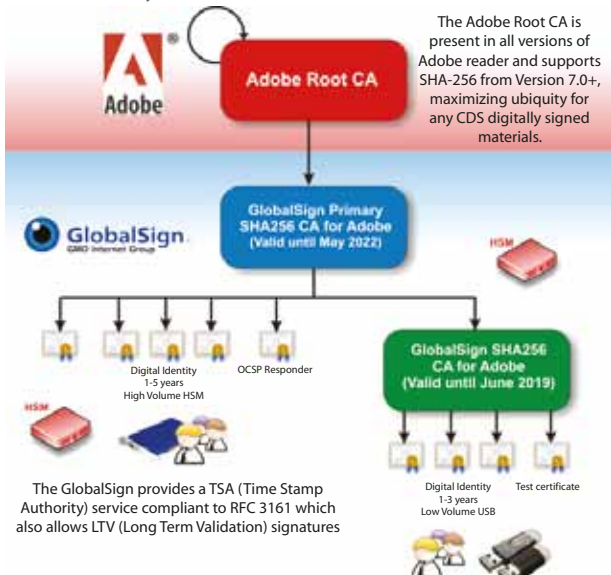 The Adobe Root CA is
present in all versions of
Adobe reader and supports
SHA-256 from Version 7.0+,
maximizing ubiquity for
any CDS digitally signed
materials.
®
Adobe
Adobe Root CA
GlobalSign Primary
SHA256 CA for Adobe
(Valid until May 2022)
GlobalSign
GMO Internet Group
HSM
Digital Identity
1-5 years
High Volume HSM
OCSP Responder
GlobalSign SHA256
CA for Adobe
(Valid until June 2019)
HSM
The GlobalSign provides a TSA (Time Stamp
Authority) service compliant to RFC 3161 which
also allows LTV (Long Term Validation) signatures
Digital Identity
1-3 years
Low Volume USB
Test certificate